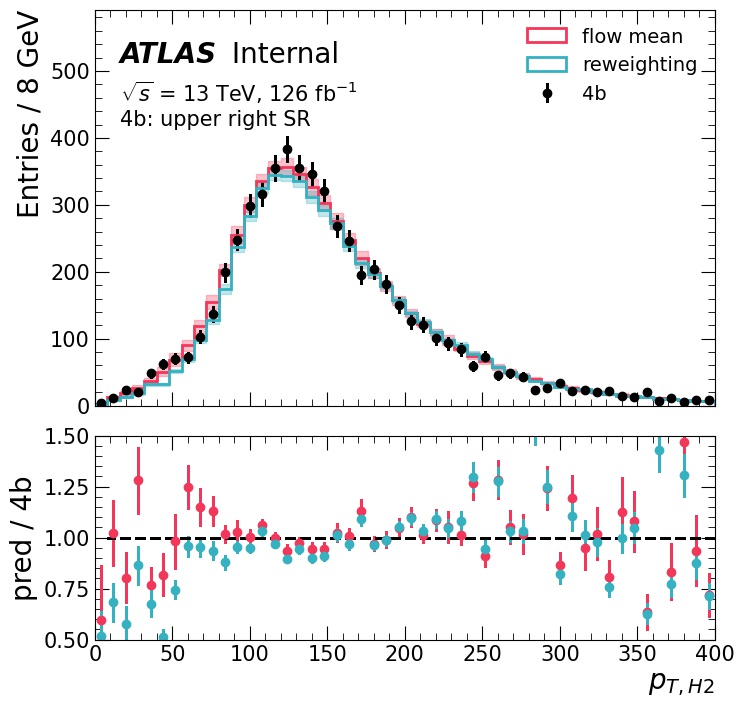 ATLAS Internal
√s = 13 TeV, 126 fb⁻¹
4b: upper right SR
flow mean
reweighting
4b
Entries / 8 GeV
500
400
300
200
100
0
pred / 4b
1.50
1.25
1.00
0.75
0.50
0 50 100 150 200 250 300 350 400
p_{T, H2}